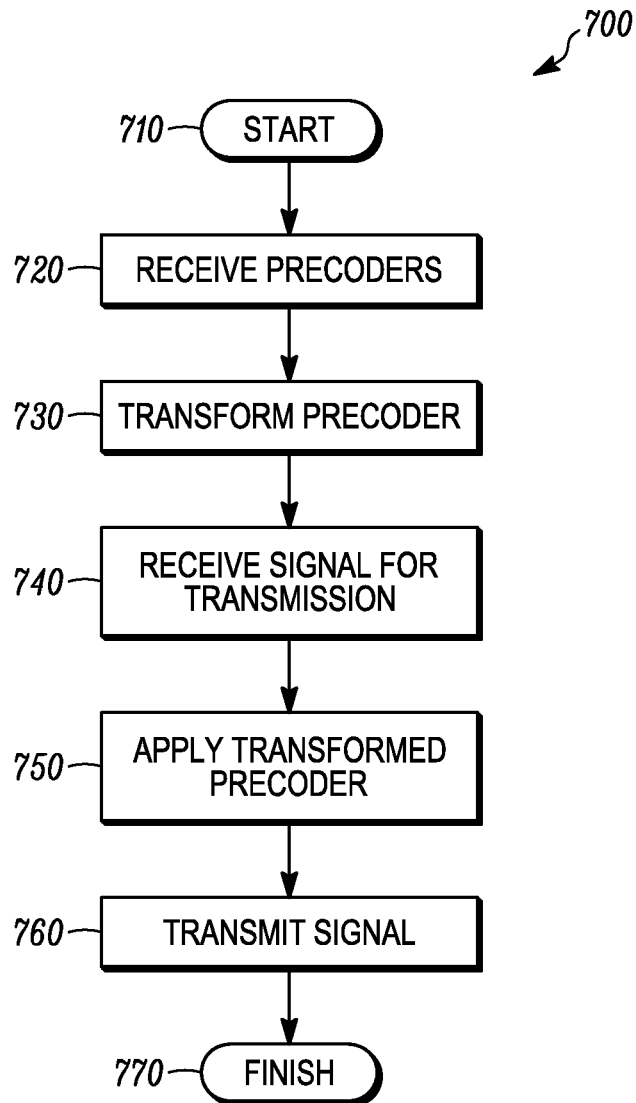 700
710 START
720 RECEIVE PRECODERS
730 TRANSFORM PRECODER
740 RECEIVE SIGNAL FOR
TRANSMISSION
750 APPLY TRANSFORMED
PRECODER
760 TRANSMIT SIGNAL
770 FINISH